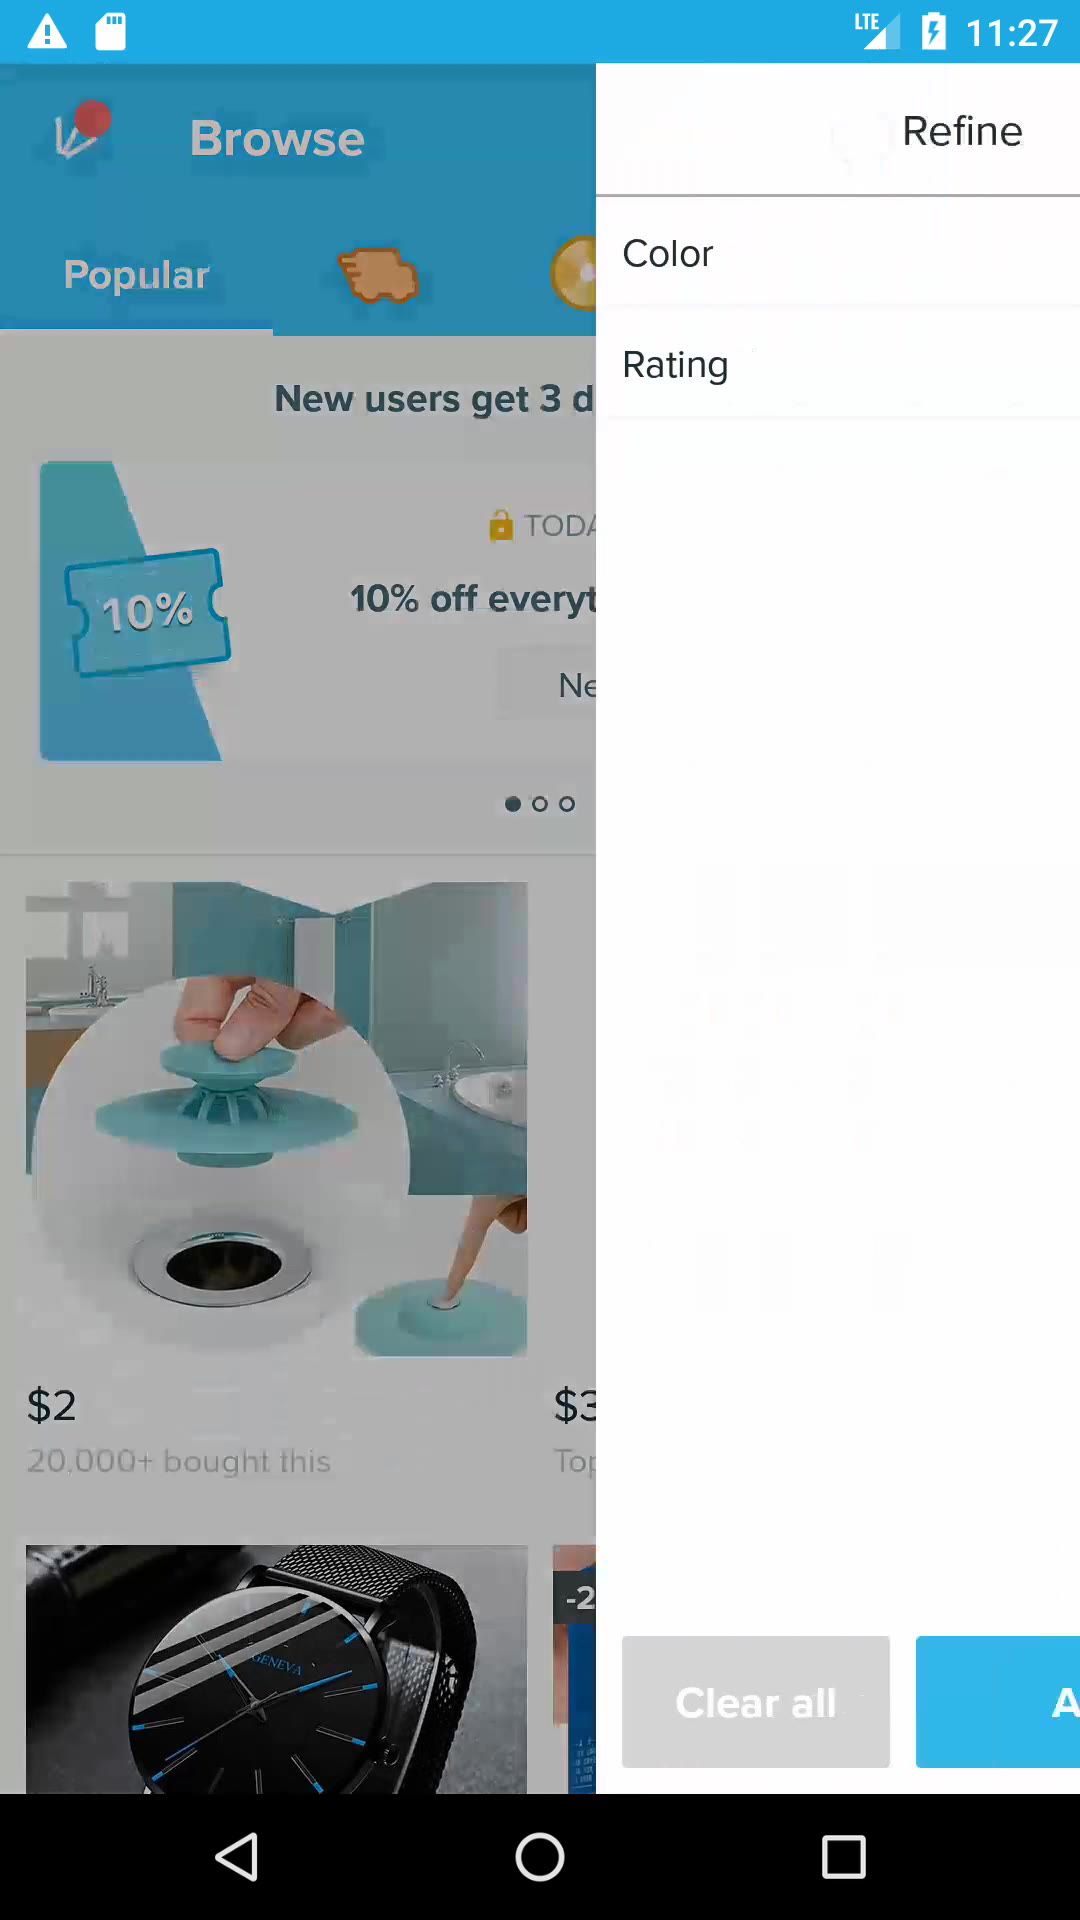 LTE
11:27
Browse
Refine
Popular
Color
Rating
New users get 3 d
TODA
10%
10% off everyt
Ne
$2
$3
20,000+ bought this
Top
GENEVA
-2
Clear all
A